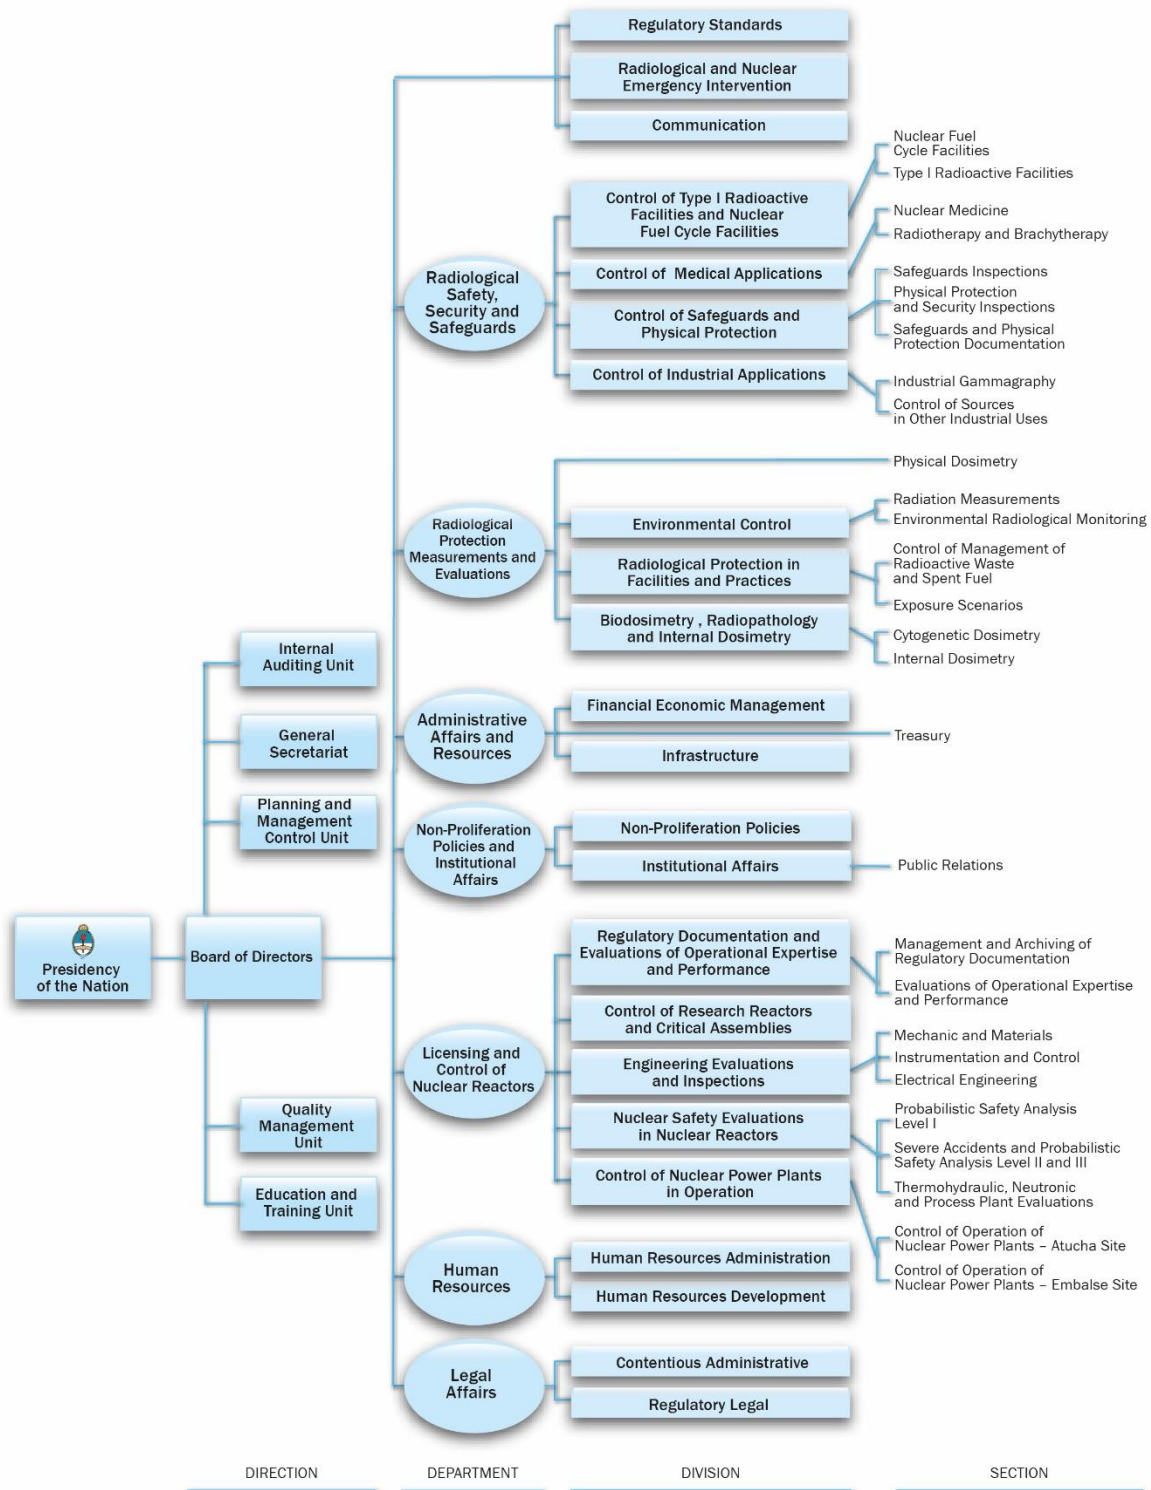 Regulatory Standards
Radiological and Nuclear
Emergency Intervention
Communication
Nuclear Fuel
Cycle Facilities
Type I Radioactive Facilities
Control of Type I Radioactive
Facilities and Nuclear
Fuel Cycle Facilities
Nuclear Medicine
Radiotherapy and Brachytherapy
Radiological
Safety,
Security and
Safeguards
Control of Medical Applications
Safeguards Inspections
Physical Protection
and Security Inspections
Safeguards and Physical
Protection Documentation
Control of Safeguards and
Physical Protection
Control of Industrial Applications
Industrial Gammagraphy
Control of Sources
in Other Industrial Uses
Physical Dosimetry
Radiological
Protection
Measurements and
Evaluations
Environmental Control
Radiation Measurements
Environmental Radiological Monitoring
Radiological Protection in
Facilities and Practices
Control of Management of
Radioactive Waste
and Spent Fuel
Exposure Scenarios
Biodosimetry , Radiopathology
and Internal Dosimetry
Cytogenetic Dosimetry
Internal Dosimetry
Internal
Auditing Unit
General
Secretariat
Planning and
Management
Control Unit
Administrative
Affairs and
Resources
Financial Economic Management
Treasury
Infrastructure
Non-Proliferation
Policies and
Institutional
Affairs
Non-Proliferation Policies
Institutional Affairs
Public Relations
Presidency
of the Nation
Board of Directors
Regulatory Documentation and
Evaluations of Operational Expertise
and Performance
Management and Archiving of
Regulatory Documentation
Evaluations of Operational Expertise
and Performance
Control of Research Reactors
and Critical Assemblies
Licensing and
Control of
Nuclear Reactors
Engineering Evaluations
and Inspections
Mechanic and Materials
Instrumentation and Control
Electrical Engineering
Nuclear Safety Evaluations
in Nuclear Reactors
Probabilistic Safety Analysis
Level I
Severe Accidents and Probabilistic
Safety Analysis Level II and III
Thermohydraulic, Neutronic
and Process Plant Evaluations
Control of Nuclear Power Plants
in Operation
Control of Operation of
Nuclear Power Plants – Atucha Site
Control of Operation of
Nuclear Power Plants – Embalse Site
Quality
Management
Unit
Education and
Training Unit
Human
Resources
Human Resources Administration
Human Resources Development
Legal
Affairs
Contentious Administrative
Regulatory Legal
DIRECTION
DEPARTMENT
DIVISION
SECTION